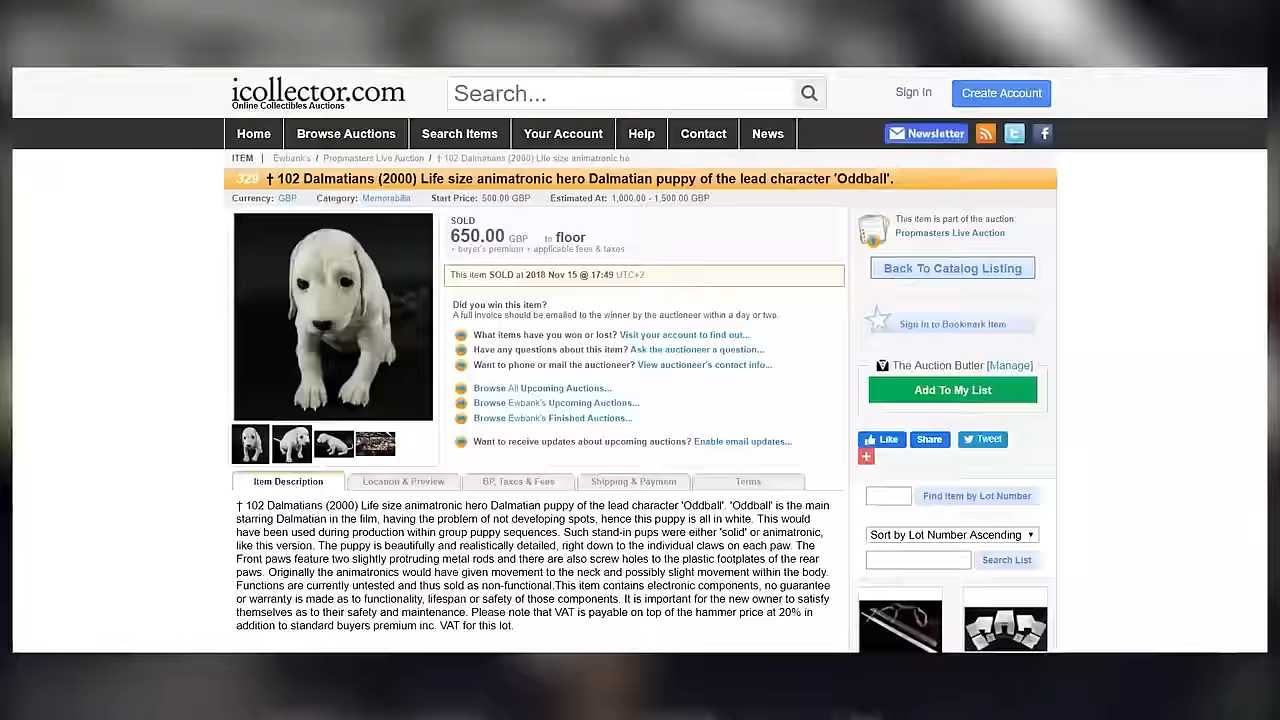 icollector.com
Online Collectibles Auctions
Search...
Sign In
Create Account
Home
Browse Auctions
Search Items
Your Account
Help
Contact
News
Newsletter
ITEM | Ewbank's / Propmasters Live Auction / † 102 Dalmatians (2000) Life size animatronic he
329 † 102 Dalmatians (2000) Life size animatronic hero Dalmatian puppy of the lead character 'Oddball'.
Currency: GBP Category: Memorabilia Start Price: 500.00 GBP Estimated At: 1,000.00 - 1,500.00 GBP
SOLD
650.00 GBP to floor
+ buyer's premium + applicable fees & taxes
This item SOLD at 2018 Nov 15 @ 17:49 UTC+2
Did you win this item?
A full invoice should be emailed to the winner by the auctioneer within a day or two.
What items have you won or lost? Visit your account to find out...
Have any questions about this item? Ask the auctioneer a question...
Want to phone or mail the auctioneer? View auctioneer's contact info...
Browse All Upcoming Auctions...
Browse Ewbank's Upcoming Auctions...
Browse Ewbank's Finished Auctions...
Want to receive updates about upcoming auctions? Enable email updates...
This item is part of the auction:
Propmasters Live Auction
Back To Catalog Listing
Sign In to Bookmark Item
The Auction Butler [Manage]
Add To My List
Like
Share
Tweet
Find Item by Lot Number
Sort by Lot Number Ascending
Search List
Item Description
Location & Preview
BP, Taxes & Fees
Shipping & Payment
Terms
† 102 Dalmatians (2000) Life size animatronic hero Dalmatian puppy of the lead character 'Oddball'. 'Oddball' is the main
starring Dalmatian in the film, having the problem of not developing spots, hence this puppy is all in white. This would
have been used during production within group puppy sequences. Such stand-in pups were either 'solid' or animatronic,
like this version. The puppy is beautifully and realistically detailed, right down to the individual claws on each paw. The
Front paws feature two slightly protruding metal rods and there are also screw holes to the plastic footplates of the rear
paws. Originally the animatronics would have given movement to the neck and possibly slight movement within the body.
Functions are currently untested and thus sold as non-functional.This item contains electronic components, no guarantee
or warranty is made as to functionality, lifespan or safety of those components. It is important for the new owner to satisfy
themselves as to their safety and maintenance. Please note that VAT is payable on top of the hammer price at 20% in
addition to standard buyers premium inc. VAT for this lot.